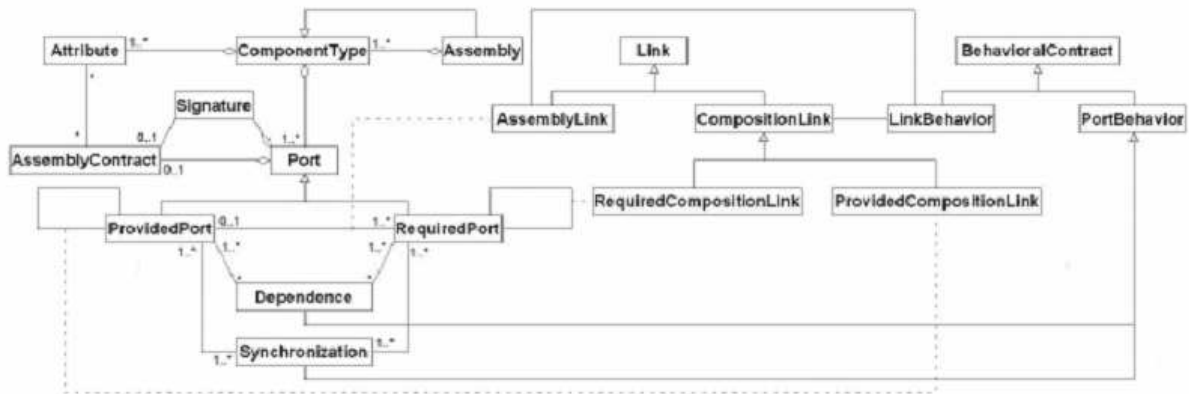 Attribute
1..*
ComponentType
1..*
Assembly
Link
BehavioralContract
*
Signature
*
0..1
1..*
AssemblyLink
CompositionLink
LinkBehavior
PortBehavior
AssemblyContract
0..1
Port
RequiredCompositionLink
ProvidedCompositionLink
ProvidedPort
0..1
1..*
RequiredPort
1..*
1..*
1..*
1..*
*
*
Dependence
1..*
Synchronization
1..*